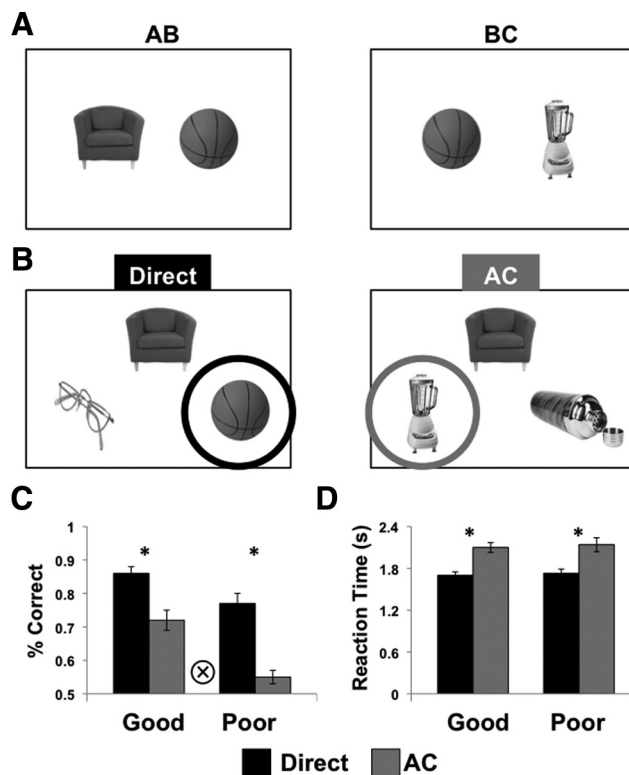 A
AB
BC
B
Direct
AC
C
D
% Correct
1
0.9
0.8
0.7
0.6
0.5
* *
Good Poor
Reaction Time (s)
2.4
1.8
1.2
0.6
0
* *
Good Poor
Direct AC